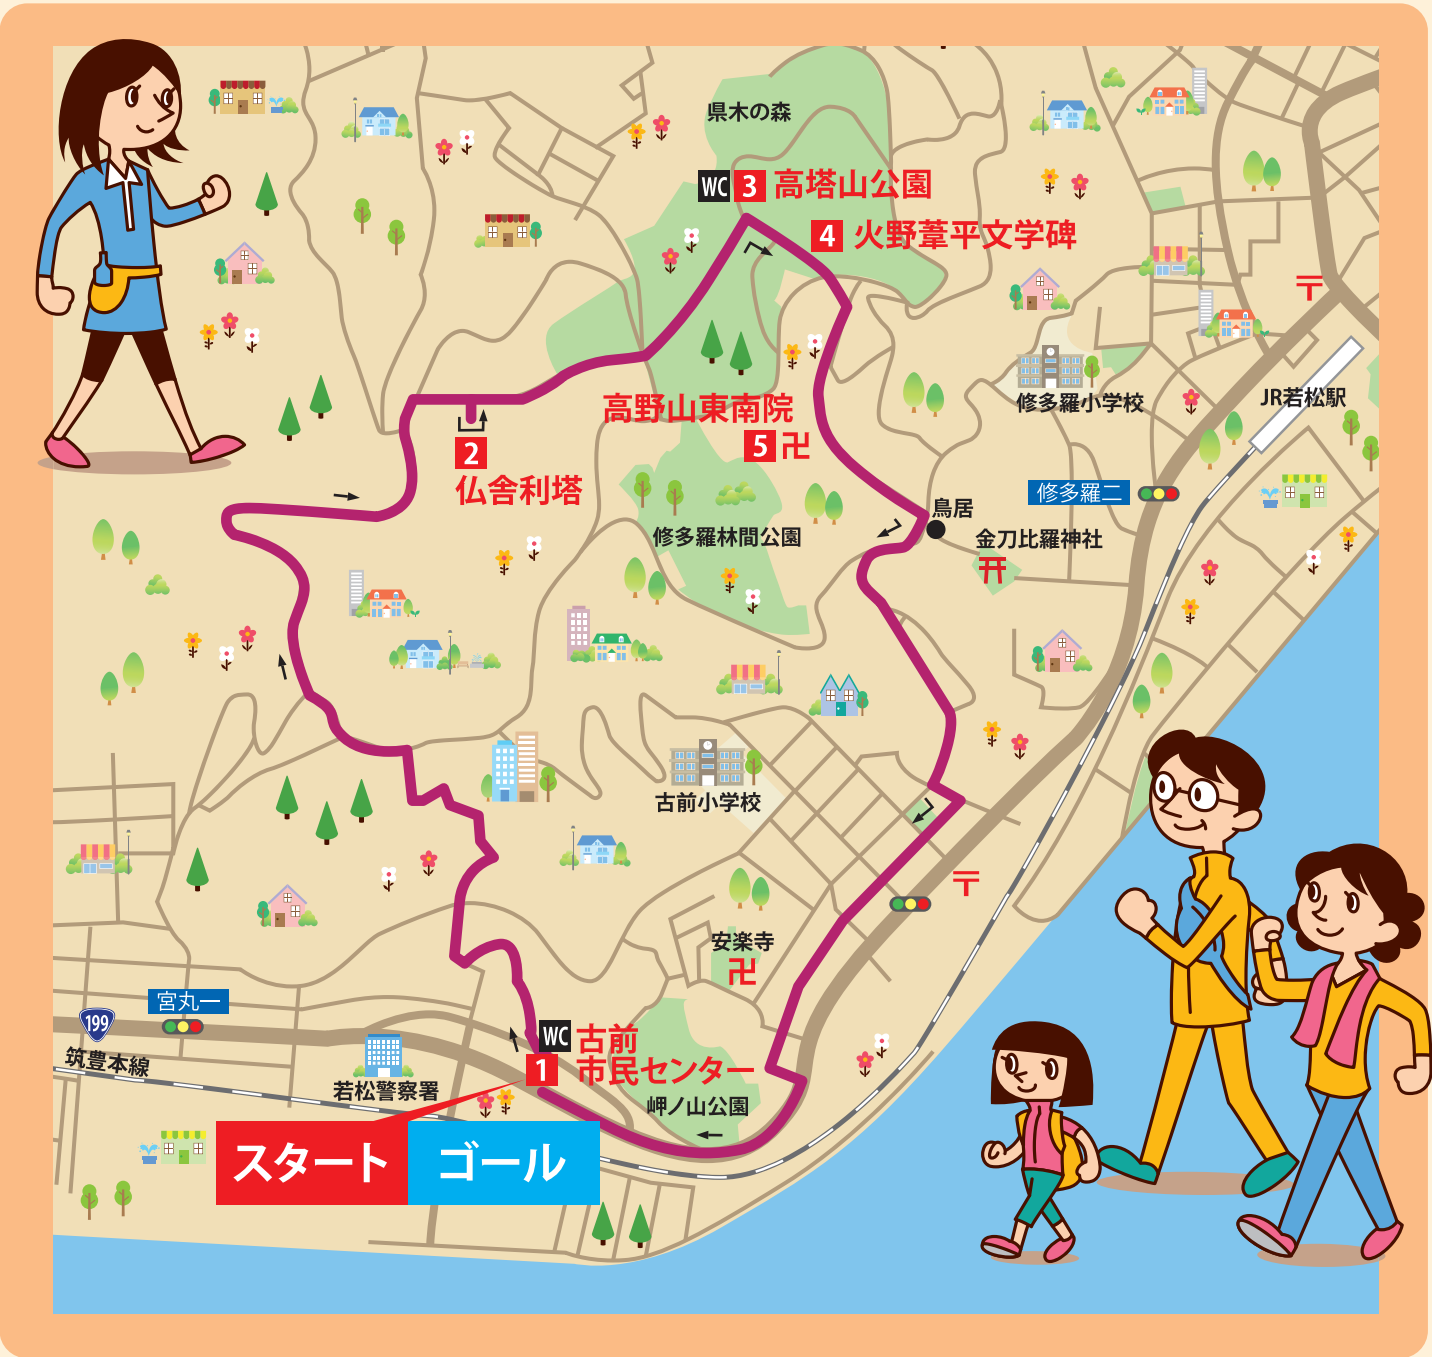 県木の森
WC 3 高塔山公園
4 火野葦平文学碑
〒
JR若松駅
修多羅小学校
高野山東南院
5 卍
2
仏舎利塔
修多羅二
鳥居
修多羅林間公園
金刀比羅神社
古前小学校
〒
安楽寺
卍
宮丸一
199
筑豊本線
WC 古前
1 市民センター
若松警察署
岬ノ山公園
スタート ゴール